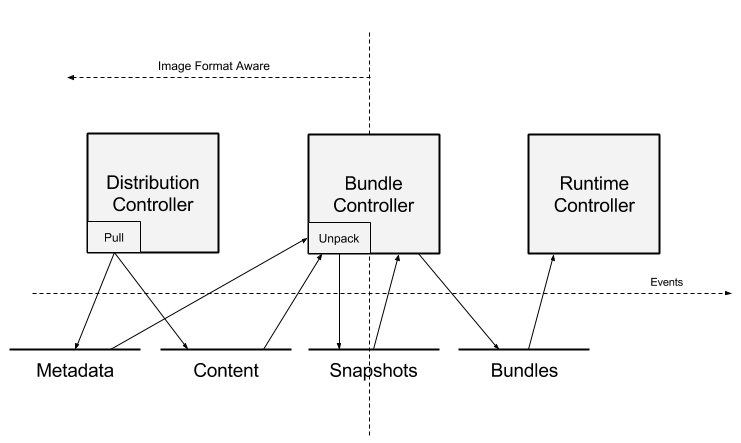 Image Format Aware
Distribution
Controller
Pull
Bundle
Controller
Unpack
Runtime
Controller
Events
Metadata
Content
Snapshots
Bundles